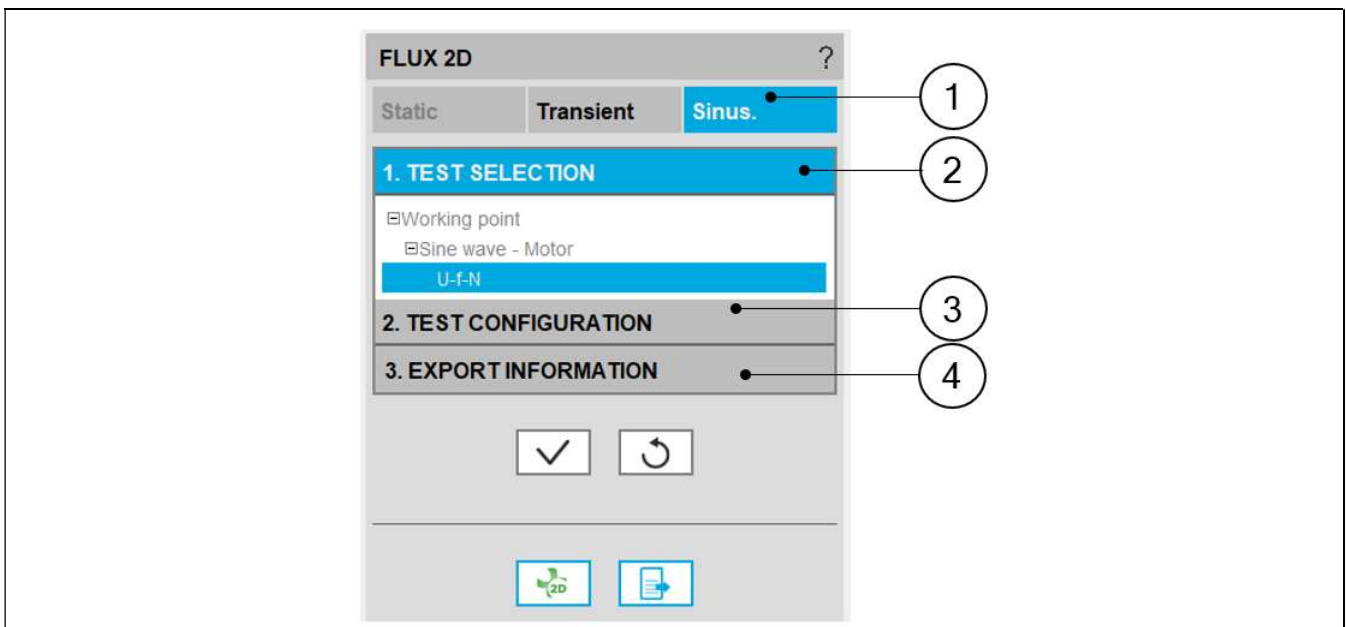 FLUX 2D ?
Static Transient Sinus. 1
1. TEST SELECTION 2
Working point
Sine wave - Motor
U-f-N
3
2. TEST CONFIGURATION
3. EXPORT INFORMATION 4
2D